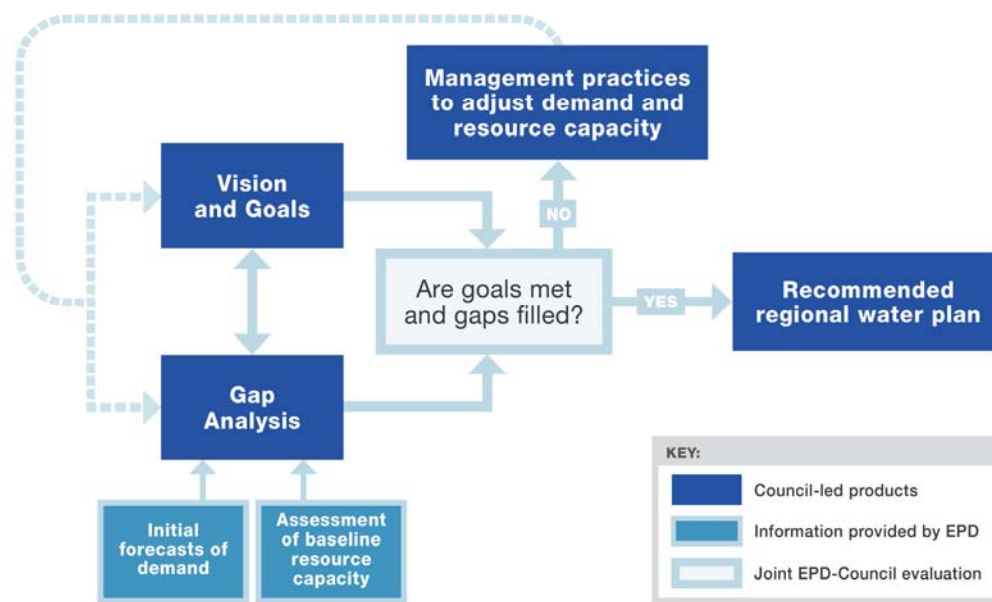 Management practices
to adjust demand and
resource capacity
Vision
and Goals
NO
Are goals met
and gaps filled?
YES
Recommended
regional water plan
Gap
Analysis
Initial
forecasts of
demand
Assessment
of baseline
resource
capacity
KEY:
Council-led products
Information provided by EPD
Joint EPD-Council evaluation